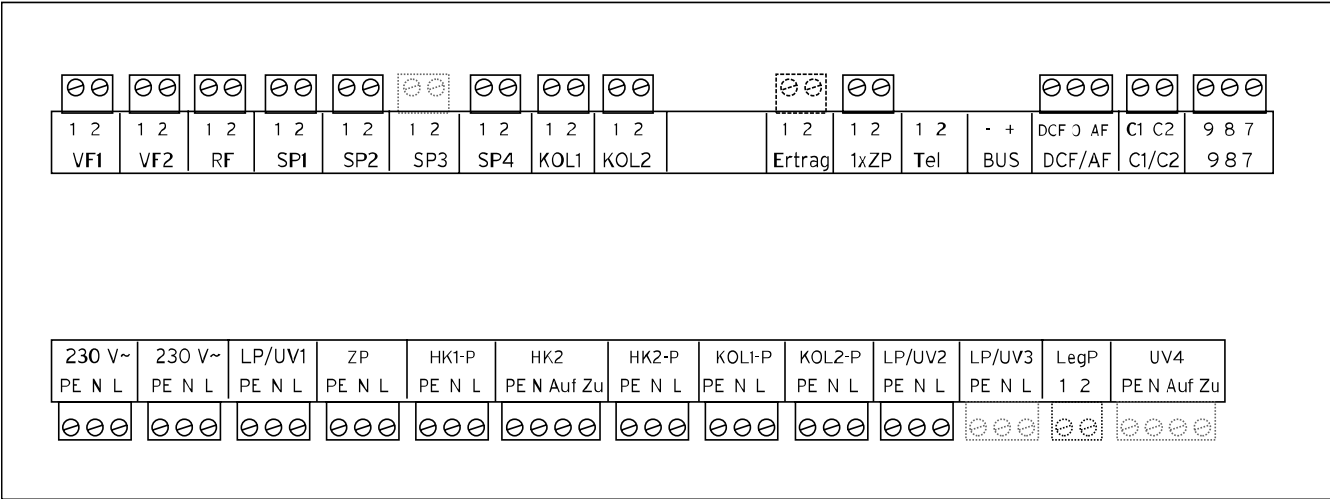 1 2 1 2 1 2 1 2 1 2 1 2 1 2 1 2 1 2 1 2 1 2 1 2 - + DCF O AF C1 C2 9 8 7
VF1 VF2 RF SP1 SP2 SP3 SP4 KOL1 KOL2 Ertrag 1xZP Tel BUS DCF/AF C1/C2 9 8 7
230 V~ 230 V~ LP/UV1 ZP HK1-P HK2 HK2-P KOL1-P KOL2-P LP/UV2 LP/UV3 LegP UV4
PE N L PE N L PE N L PE N L PE N L PE N Auf Zu PE N L PE N L PE N L PE N L PE N L 1 2 PE N Auf Zu